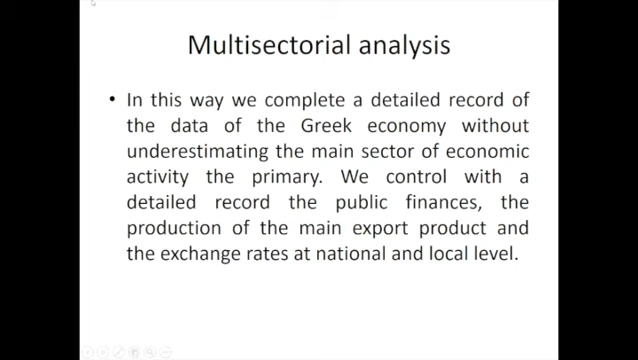 Multisectorial analysis
• In this way we complete a detailed record of
the data of the Greek economy without
underestimating the main sector of economic
activity the primary. We control with a
detailed record the public finances, the
production of the main export product and
the exchange rates at national and local level.